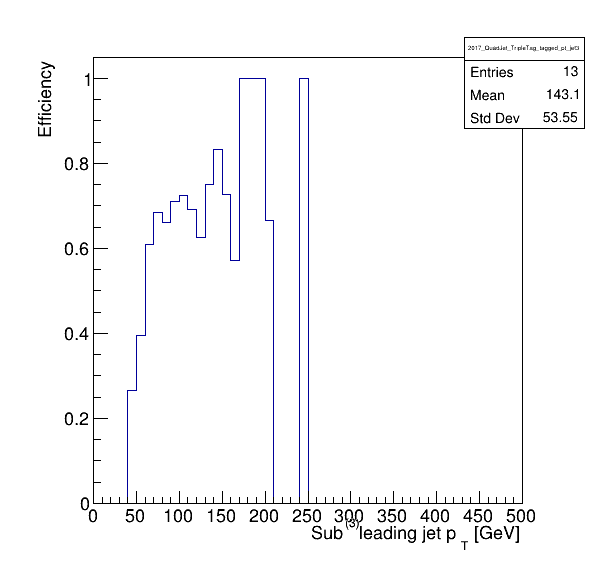 2017_QuadJet_TripleTag_tagged_pt_jet3
Entries 13
Mean 143.1
Std Dev 53.55
Efficiency
1
0.8
0.6
0.4
0.2
0
0 50 100 150 200 250 300 350 400 450 500
Sub^(3) leading jet p_T [GeV]